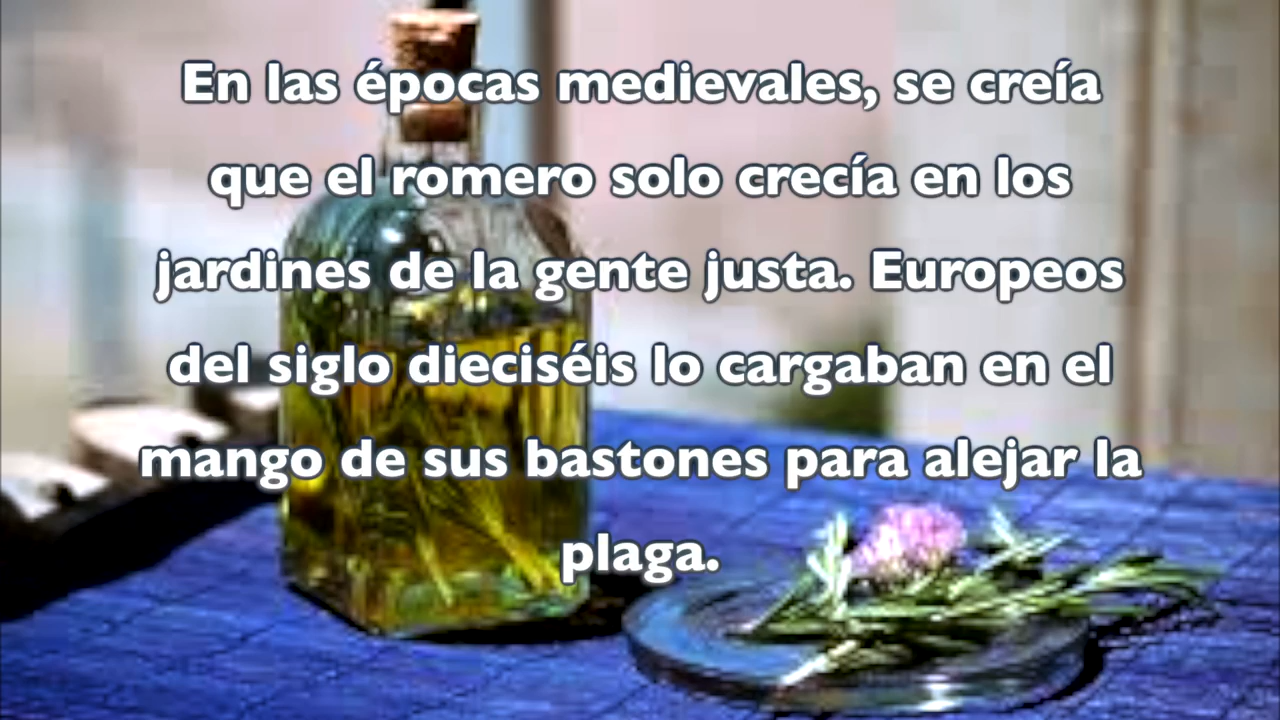 En las épocas medievales, se creía
que el romero solo crecía en los
jardines de la gente justa. Europeos
del siglo dieciséis lo cargaban en el
mango de sus bastones para alejar la
plaga.